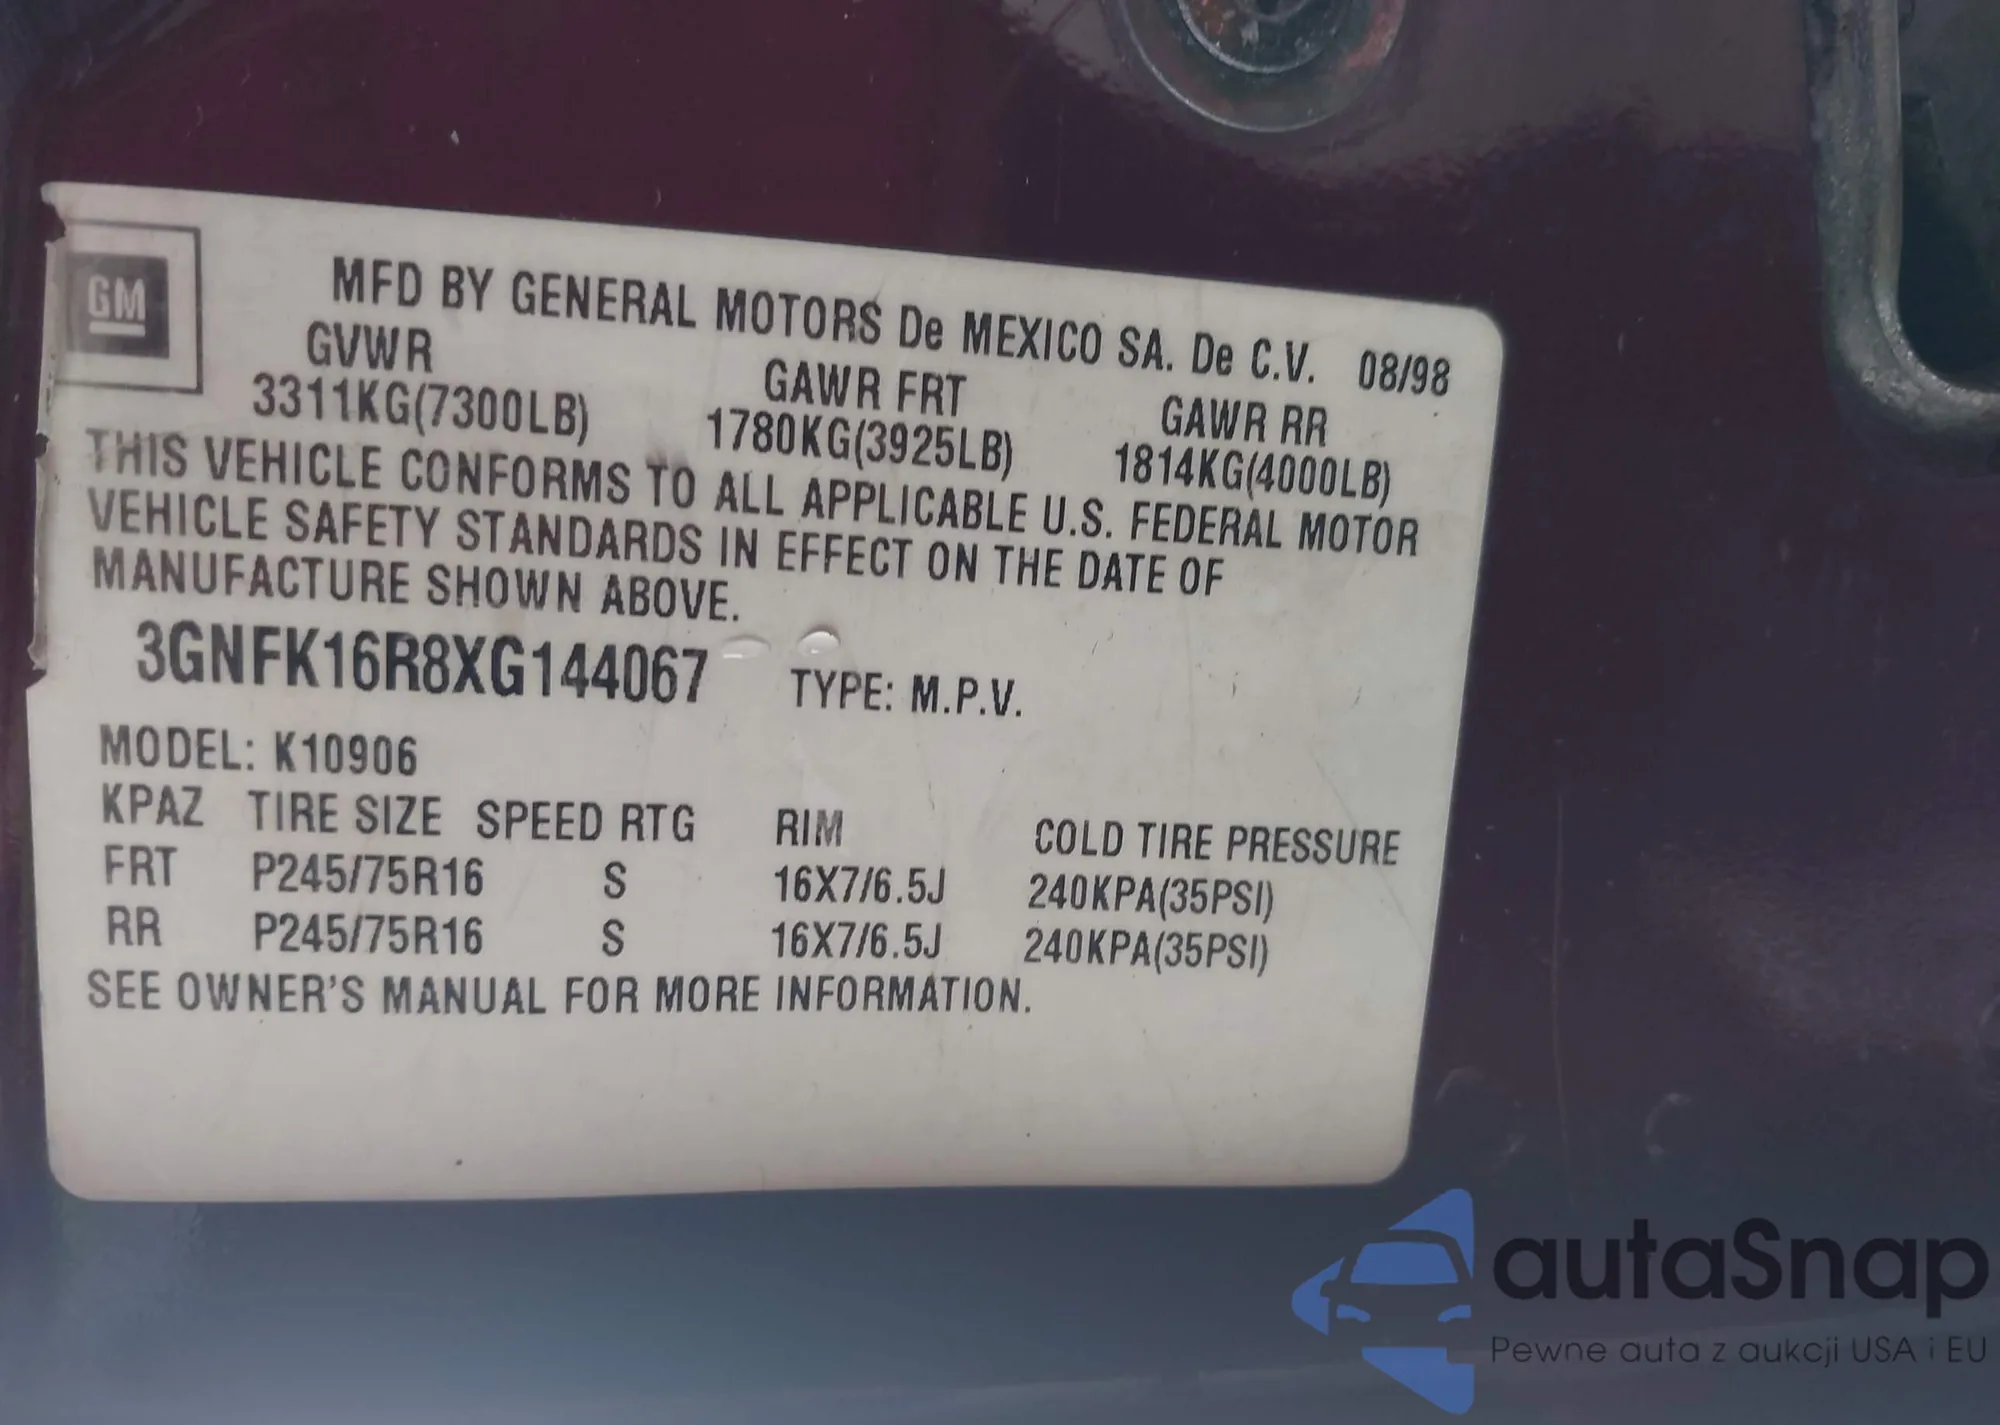 GM
MFD BY GENERAL MOTORS De MEXICO SA. De C.V. 08/98
GVWR GAWR FRT GAWR RR
3311KG(7300LB) 1780KG(3925LB) 1814KG(4000LB)
THIS VEHICLE CONFORMS TO ALL APPLICABLE U.S. FEDERAL MOTOR
VEHICLE SAFETY STANDARDS IN EFFECT ON THE DATE OF
MANUFACTURE SHOWN ABOVE.
3GNFK16R8XG144067 TYPE: M.P.V.
MODEL: K10906
KPAZ TIRE SIZE SPEED RTG RIM COLD TIRE PRESSURE
FRT P245/75R16 S 16X7/6.5J 240KPA(35PSI)
RR P245/75R16 S 16X7/6.5J 240KPA(35PSI)
SEE OWNER'S MANUAL FOR MORE INFORMATION.
autaSnap
Pewne auta z aukcji USA i EU